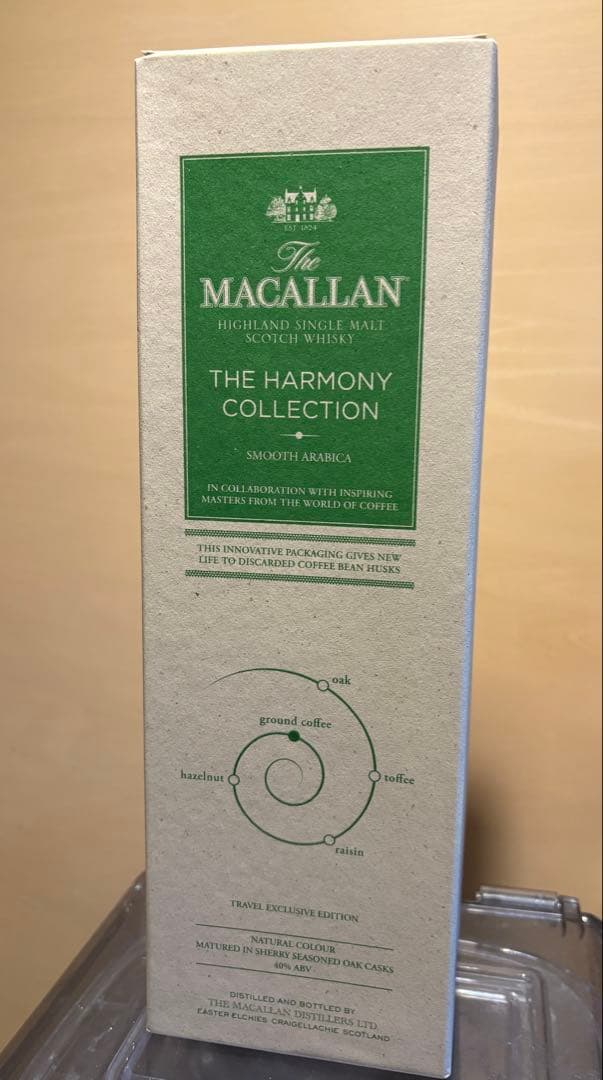 EST. 1824
The
MACALLAN
HIGHLAND SINGLE MALT
SCOTCH WHISKY
THE HARMONY
COLLECTION
SMOOTH ARABICA
IN COLLABORATION WITH INSPIRING
MASTERS FROM THE WORLD OF COFFEE
THIS INNOVATIVE PACKAGING GIVES NEW
LIFE TO DISCARDED COFFEE BEAN HUSKS
oak
ground coffee
hazelnut
toffee
raisin
TRAVEL EXCLUSIVE EDITION
NATURAL COLOUR
MATURED IN SHERRY SEASONED OAK CASKS
40% ABV
DISTILLED AND BOTTLED BY
THE MACALLAN DISTILLERS LTD
EASTER ELCHIES CRAIGELLACHIE SCOTLAND